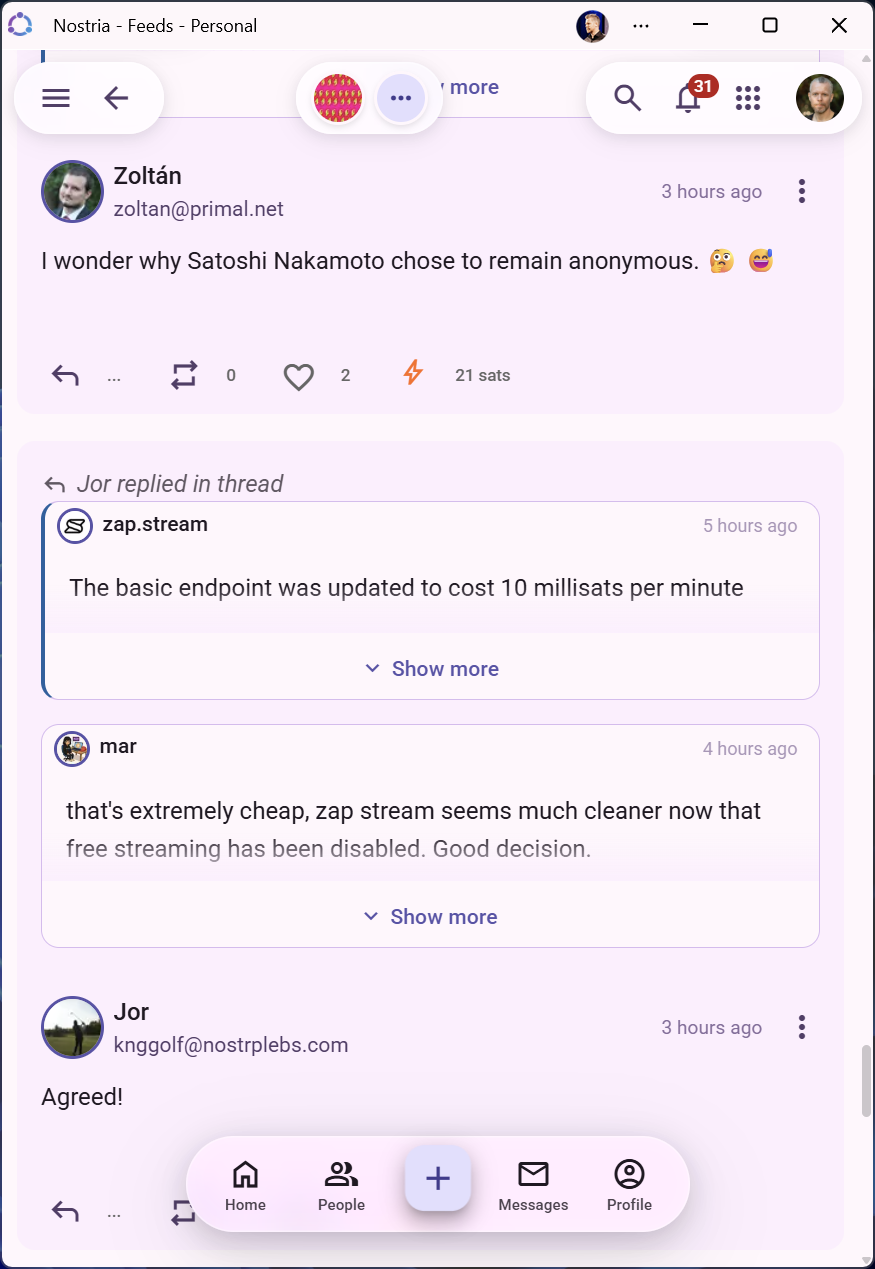 Nostria - Feeds - Personal
more
31
Zoltán
3 hours ago
zoltan@primal.net
I wonder why Satoshi Nakamoto chose to remain anonymous. 🤔 😅
...
0
2
21 sats
Jor replied in thread
zap.stream
5 hours ago
The basic endpoint was updated to cost 10 millisats per minute
Show more
mar
4 hours ago
that's extremely cheap, zap stream seems much cleaner now that
free streaming has been disabled. Good decision.
Show more
Jor
3 hours ago
knggolf@nostrplebs.com
Agreed!
...
Home
People
Messages
Profile